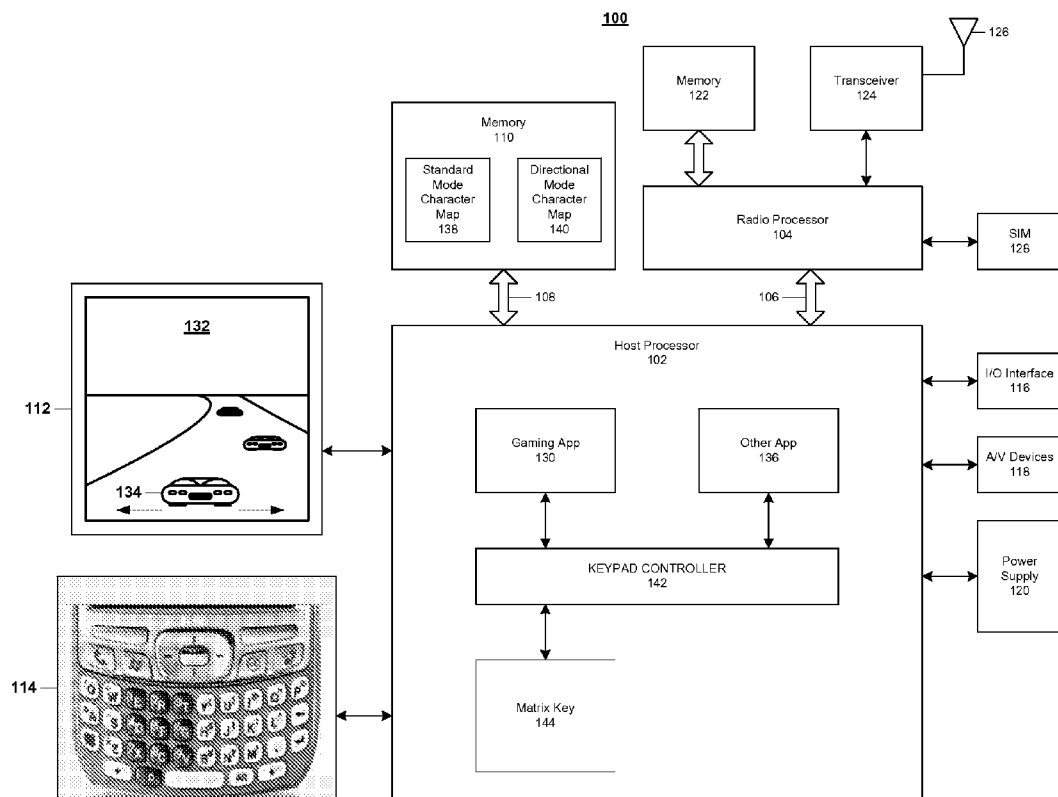 100
126
Memory
122
Transceiver
124
Memory
110
Standard
Mode
Character
Map
138
Directional
Mode
Character
Map
140
Radio Processor
104
SIM
128
108
106
132
112
134
Host Processor
102
I/O Interface
116
Gaming App
130
Other App
136
A/V Devices
118
KEYPAD CONTROLLER
142
Power
Supply
120
114
Matrix Key
144